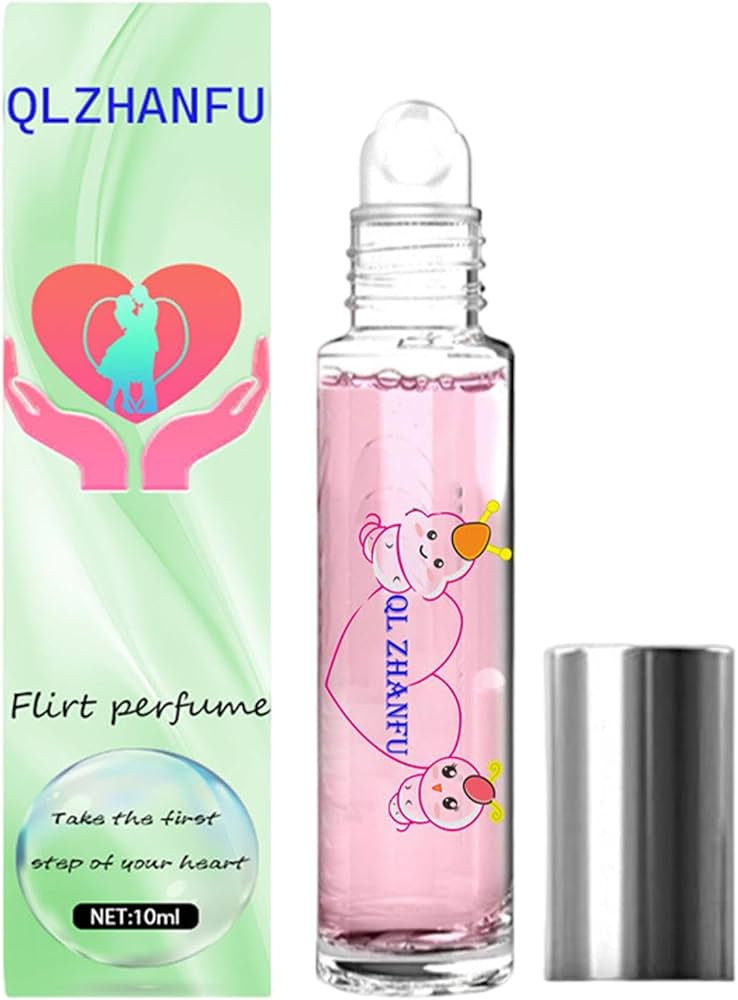 QLZHANFU
Flirt perfume
Take the first
step of your heart
NET:10ml
QL ZHANFU